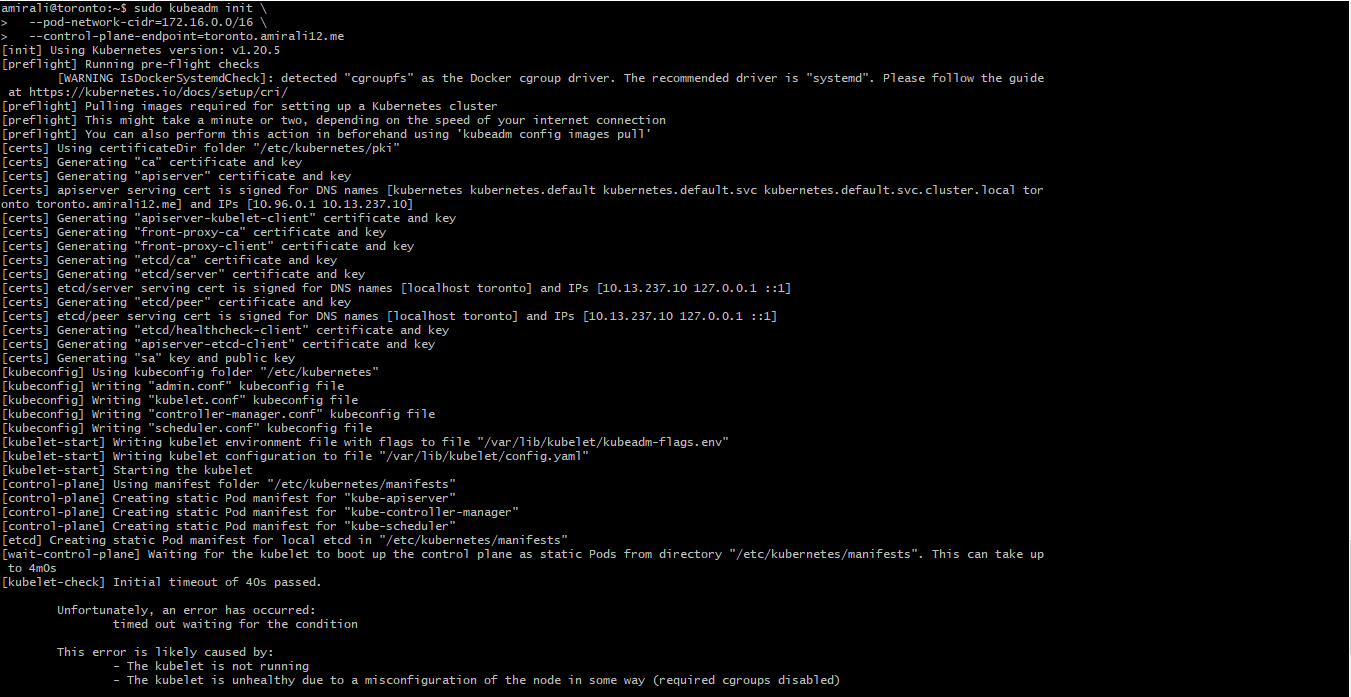 amirali@toronto:~$ sudo kubeadm init \
>   --pod-network-cidr=172.16.0.0/16 \
>   --control-plane-endpoint=toronto.amirali12.me
[init] Using Kubernetes version: v1.20.5
[preflight] Running pre-flight checks
        [WARNING IsDockerSystemdCheck]: detected "cgroupfs" as the Docker cgroup driver. The recommended driver is "systemd". Please follow the guide
 at https://kubernetes.io/docs/setup/cri/
[preflight] Pulling images required for setting up a Kubernetes cluster
[preflight] This might take a minute or two, depending on the speed of your internet connection
[preflight] You can also perform this action in beforehand using 'kubeadm config images pull'
[certs] Using certificateDir folder "/etc/kubernetes/pki"
[certs] Generating "ca" certificate and key
[certs] Generating "apiserver" certificate and key
[certs] apiserver serving cert is signed for DNS names [kubernetes kubernetes.default kubernetes.default.svc kubernetes.default.svc.cluster.local tor
onto toronto.amirali12.me] and IPs [10.96.0.1 10.13.237.10]
[certs] Generating "apiserver-kubelet-client" certificate and key
[certs] Generating "front-proxy-ca" certificate and key
[certs] Generating "front-proxy-client" certificate and key
[certs] Generating "etcd/ca" certificate and key
[certs] Generating "etcd/server" certificate and key
[certs] etcd/server serving cert is signed for DNS names [localhost toronto] and IPs [10.13.237.10 127.0.0.1 ::1]
[certs] Generating "etcd/peer" certificate and key
[certs] etcd/peer serving cert is signed for DNS names [localhost toronto] and IPs [10.13.237.10 127.0.0.1 ::1]
[certs] Generating "etcd/healthcheck-client" certificate and key
[certs] Generating "apiserver-etcd-client" certificate and key
[certs] Generating "sa" key and public key
[kubeconfig] Using kubeconfig folder "/etc/kubernetes"
[kubeconfig] Writing "admin.conf" kubeconfig file
[kubeconfig] Writing "kubelet.conf" kubeconfig file
[kubeconfig] Writing "controller-manager.conf" kubeconfig file
[kubeconfig] Writing "scheduler.conf" kubeconfig file
[kubelet-start] Writing kubelet environment file with flags to file "/var/lib/kubelet/kubeadm-flags.env"
[kubelet-start] Writing kubelet configuration to file "/var/lib/kubelet/config.yaml"
[kubelet-start] Starting the kubelet
[control-plane] Using manifest folder "/etc/kubernetes/manifests"
[control-plane] Creating static Pod manifest for "kube-apiserver"
[control-plane] Creating static Pod manifest for "kube-controller-manager"
[control-plane] Creating static Pod manifest for "kube-scheduler"
[etcd] Creating static Pod manifest for local etcd in "/etc/kubernetes/manifests"
[wait-control-plane] Waiting for the kubelet to boot up the control plane as static Pods from directory "/etc/kubernetes/manifests". This can take up
 to 4m0s
[kubelet-check] Initial timeout of 40s passed.

        Unfortunately, an error has occurred:
                timed out waiting for the condition

        This error is likely caused by:
                - The kubelet is not running
                - The kubelet is unhealthy due to a misconfiguration of the node in some way (required cgroups disabled)